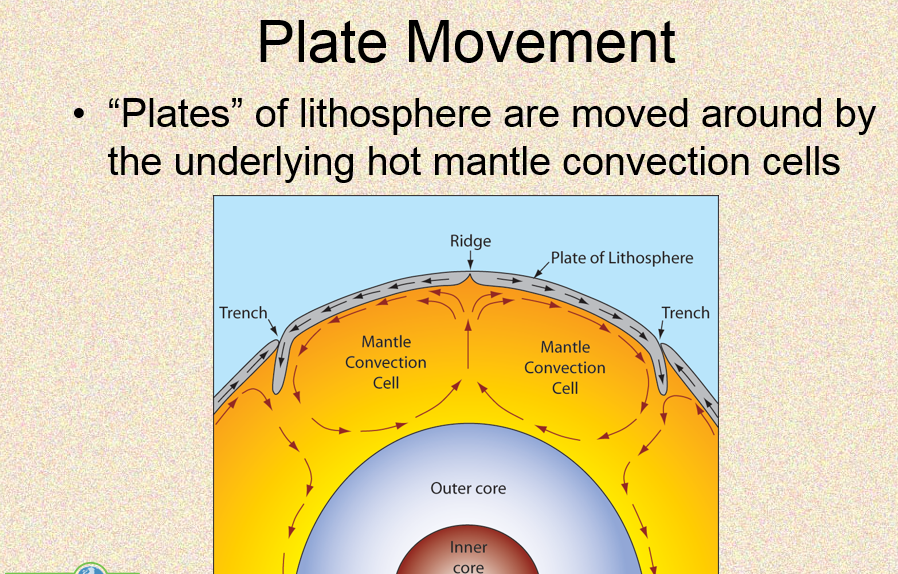 Plate Movement
• “Plates” of lithosphere are moved around by
the underlying hot mantle convection cells
Ridge
Plate of Lithosphere
Trench
Trench
Mantle
Convection
Cell
Mantle
Convection
Cell
Outer core
Inner
core